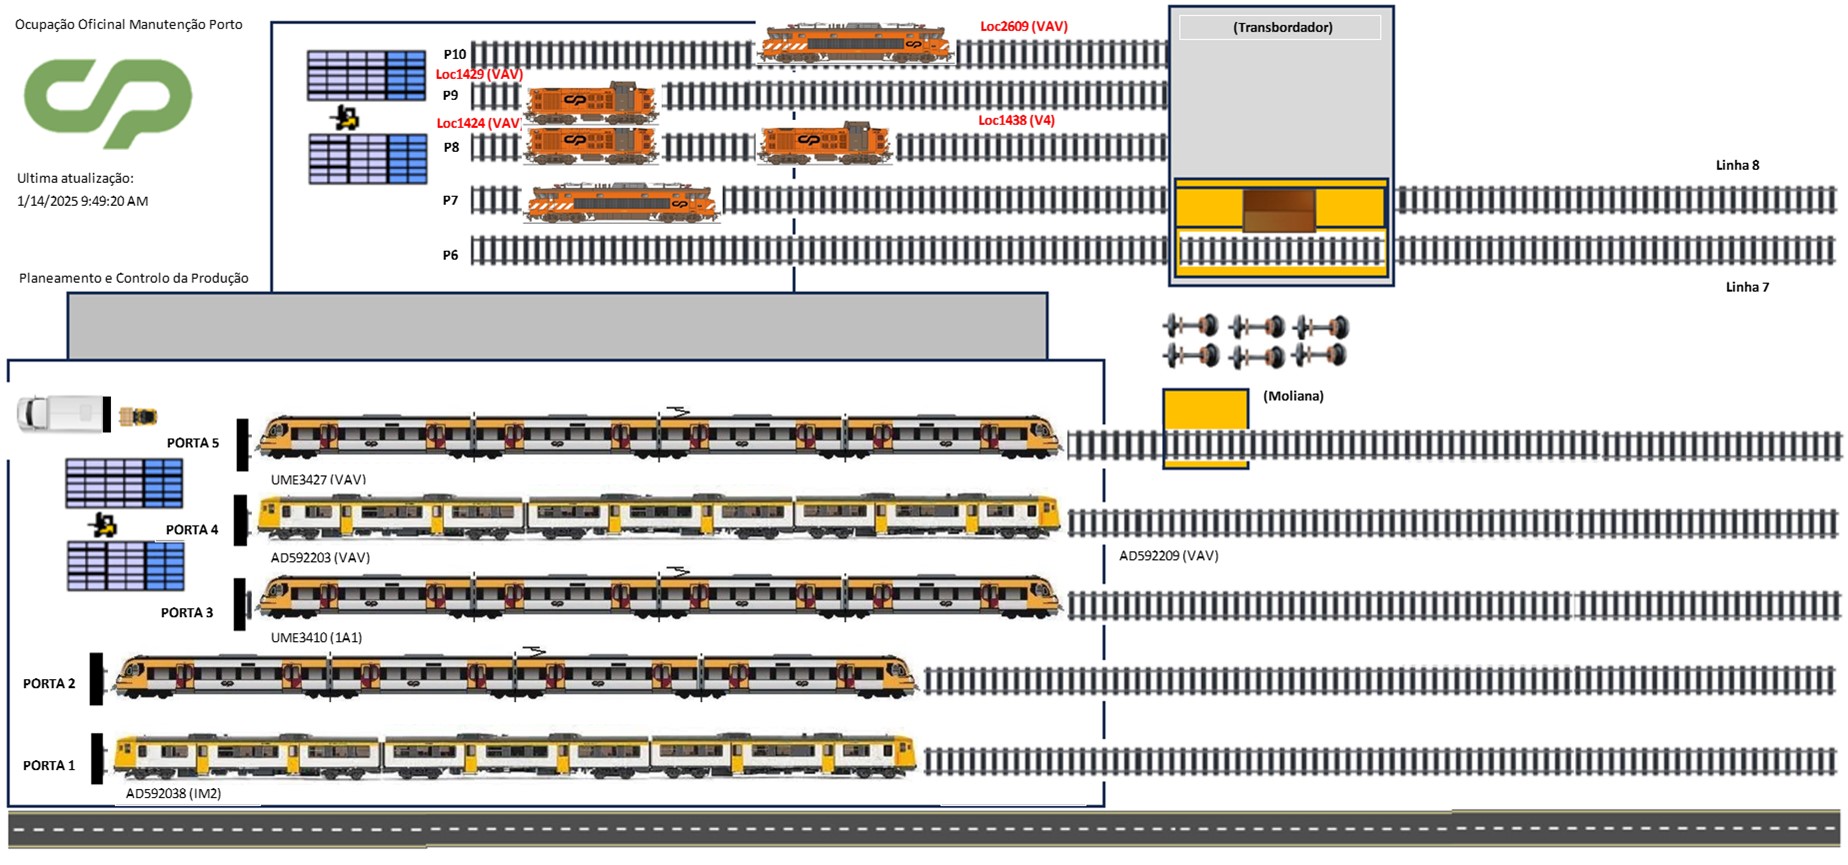 Ocupação Oficinal Manutenção Porto
Loc2609 (VAV)
(Transbordador)
P10
Loc1429 (VAV)
P9
Loc1424 (VAV)
Loc1438 (V4)
P8
Ultima atualização:
1/14/2025 9:49:20 AM
Linha 8
P7
P6
Planeamento e Controlo da Produção
Linha 7
(Moliana)
PORTA 5
UME3427 (VAV)
PORTA 4
AD592203 (VAV)
AD592209 (VAV)
PORTA 3
UME3410 (1A1)
PORTA 2
PORTA 1
AD592038 (IM2)